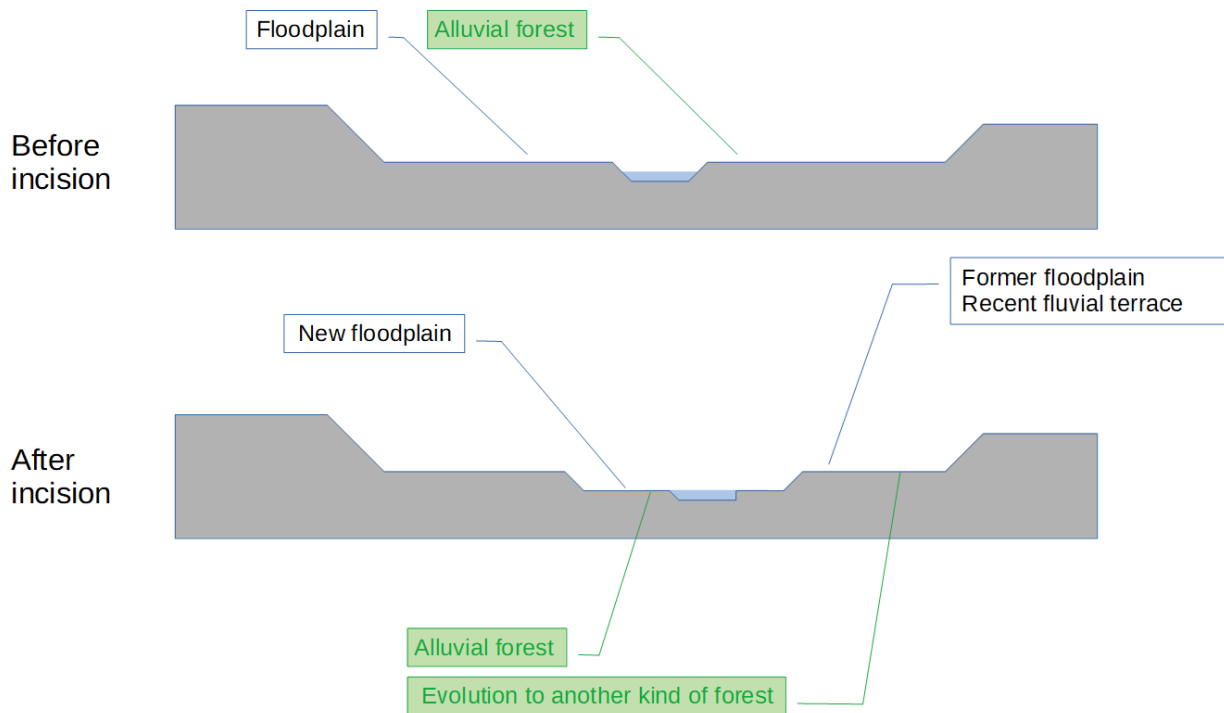 Floodplain
Alluvial forest
Before
incision
Former floodplain
Recent fluvial terrace
New floodplain
After
incision
Alluvial forest
Evolution to another kind of forest